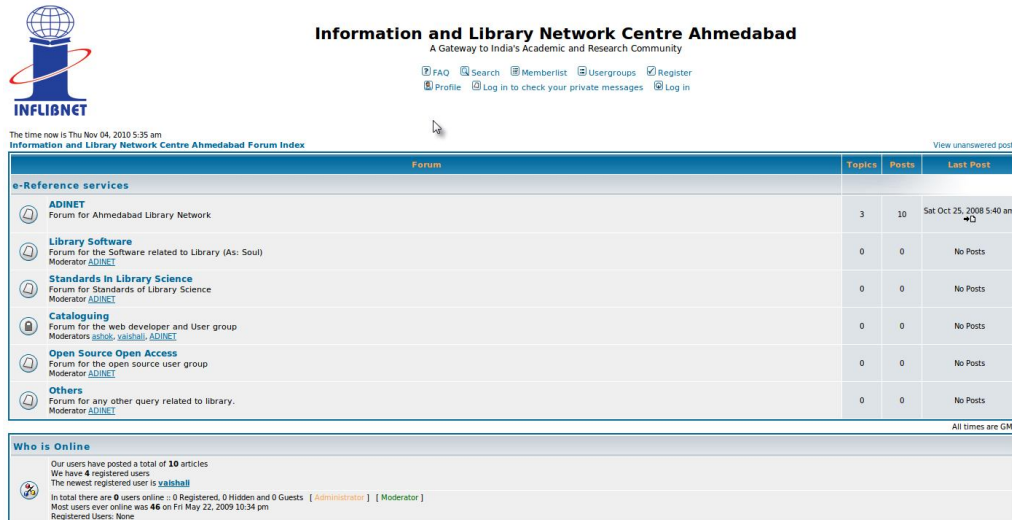 INFLIBNET
Information and Library Network Centre Ahmedabad
A Gateway to India's Academic and Research Community
FAQ Search Memberlist Usergroups Register
Profile Log in to check your private messages Log in
The time now is Thu Nov 04, 2010 5:35 am
Information and Library Network Centre Ahmedabad Forum Index
View unanswered post
Forum Topics Posts Last Post
e-Reference services
ADINET
Forum for Ahmedabad Library Network
3 10 Sat Oct 25, 2008 5:40 am
Library Software
Forum for the Software related to Library (As: Soul)
Moderator ADINET
0 0 No Posts
Standards In Library Science
Forum for Standards of Library Science
Moderator ADINET
0 0 No Posts
Cataloguing
Forum for the web developer and User group
Moderators ashok, vaishali, ADINET
0 0 No Posts
Open Source Open Access
Forum for the open source user group
Moderator ADINET
0 0 No Posts
Others
Forum for any other query related to library.
Moderator ADINET
0 0 No Posts
All times are GM
Who is Online
Our users have posted a total of 10 articles
We have 4 registered users
The newest registered user is vaishali
In total there are 0 users online :: 0 Registered, 0 Hidden and 0 Guests [ Administrator ] [ Moderator ]
Most users ever online was 46 on Fri May 22, 2009 10:34 pm
Registered Users: None